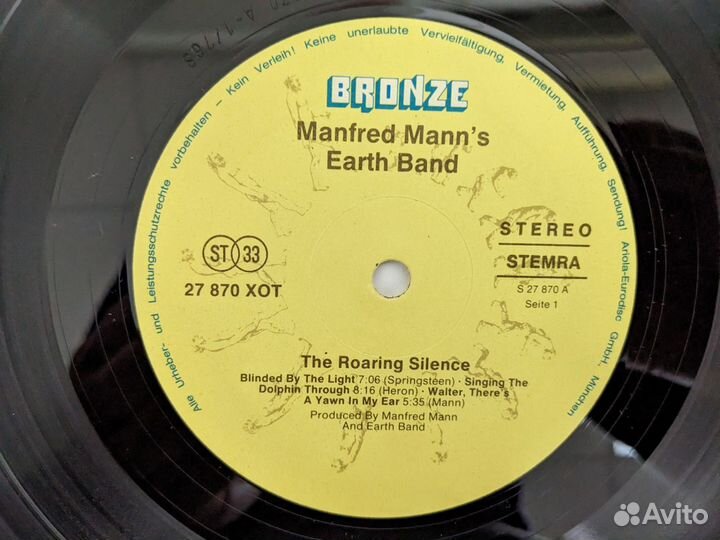 Alle Urheber- und Leistungsschutzrechte vorbehalten – Kein Verleih! Keine unerlaubte Vervielfältigung, Vermietung, Aufführung, Sendung! Ariola-Eurodisc GmbH, München
BRONZE
Manfred Mann's
Earth Band
ST 33
27 870 XOT
STEREO
STEMRA
S 27 870 A
Seite 1
The Roaring Silence
Blinded By The Light 7:06 (Springsteen) · Singing The
Dolphin Through 8:16 (Heron) · Walter, There's
A Yawn In My Ear 5:35 (Mann)
Produced By Manfred Mann
And Earth Band
Avito